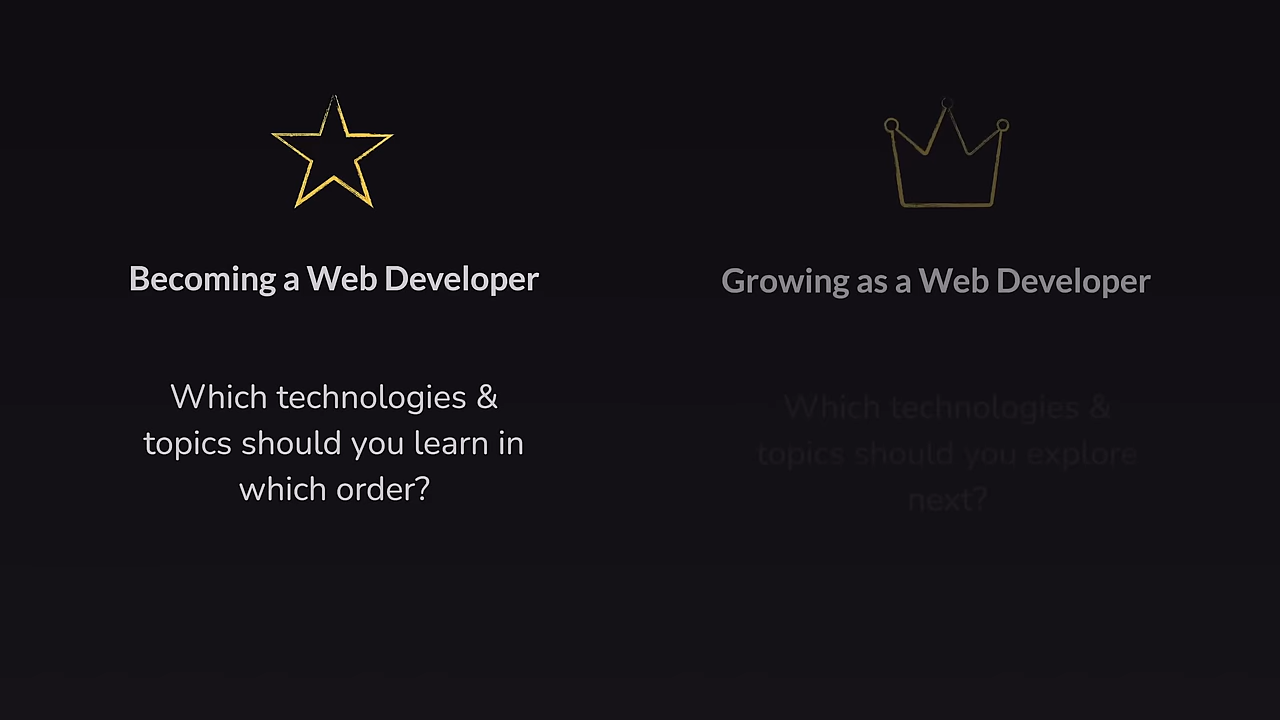 Becoming a Web Developer
Which technologies &
topics should you learn in
which order?
Growing as a Web Developer
Which technologies &
topics should you explore
next?